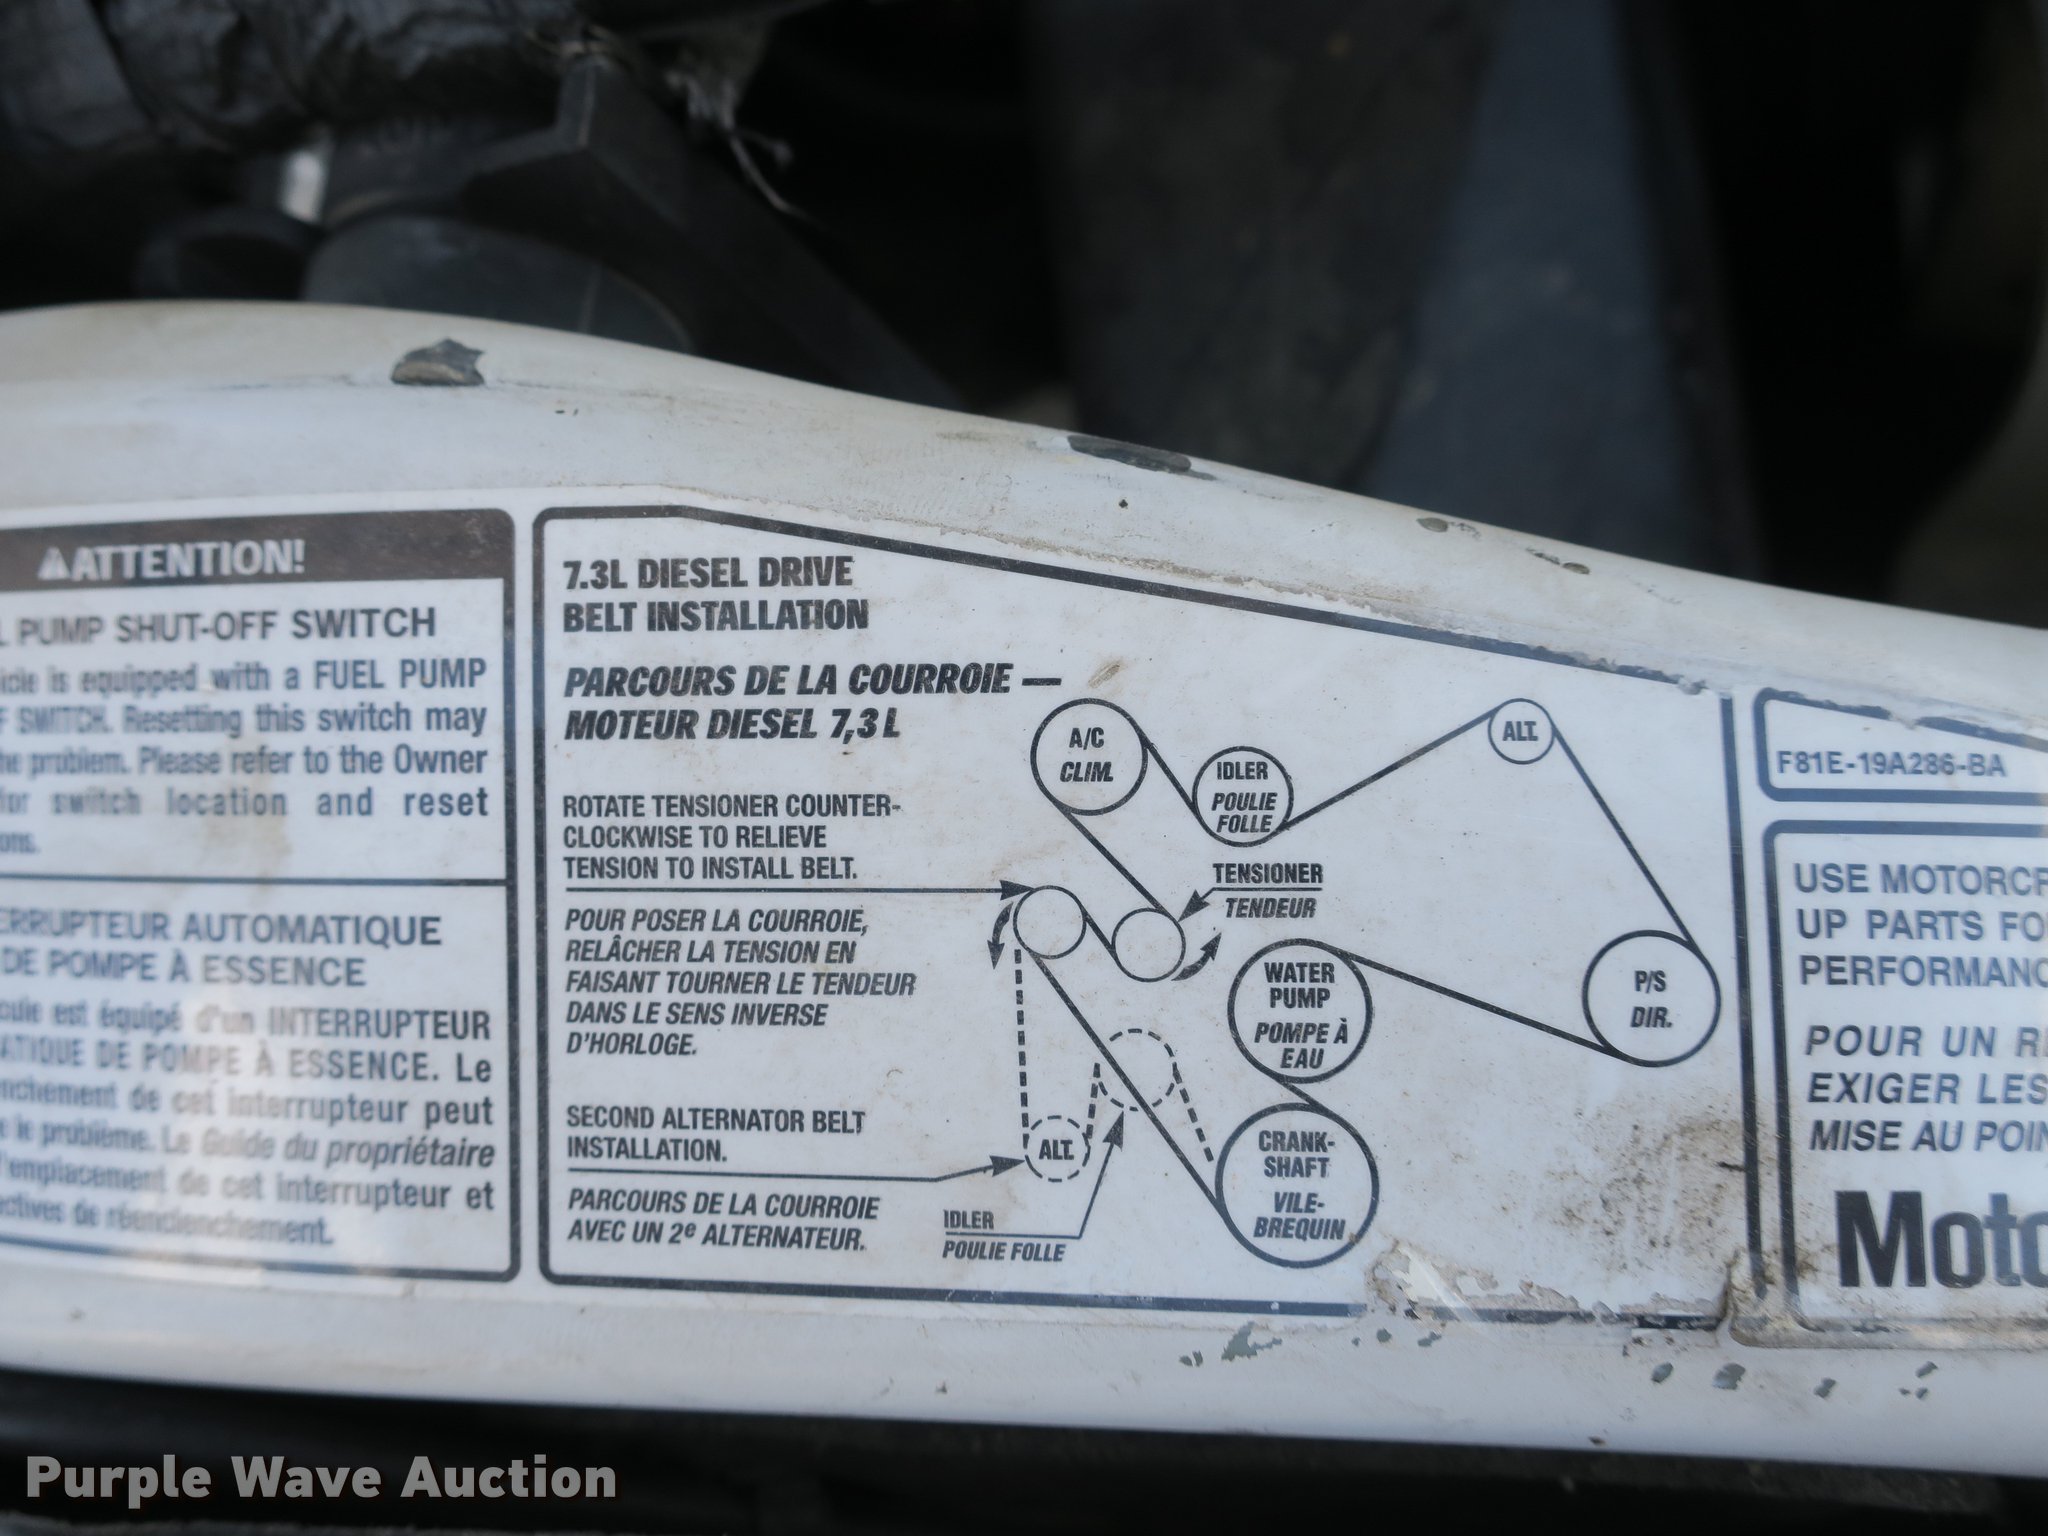 ATTENTION!
PUMP SHUT-OFF SWITCH
is equipped with a FUEL PUMP
SWITCH. Resetting this switch may
the problem. Please refer to the Owner
for switch location and reset
AUTOMATIQUE
DE POMPE À ESSENCE
est équipé d'un INTERRUPTEUR
DE POMPE À ESSENCE. Le
de cet interrupteur peut
le problème. Le Guide du propriétaire
l'emplacement de cet interrupteur et
de réenclenchement.
7.3L DIESEL DRIVE
BELT INSTALLATION
PARCOURS DE LA COURROIE —
MOTEUR DIESEL 7,3 L
ROTATE TENSIONER COUNTER-
CLOCKWISE TO RELIEVE
TENSION TO INSTALL BELT.
POUR POSER LA COURROIE,
RELÂCHER LA TENSION EN
FAISANT TOURNER LE TENDEUR
DANS LE SENS INVERSE
D'HORLOGE.
SECOND ALTERNATOR BELT
INSTALLATION.
PARCOURS DE LA COURROIE
AVEC UN 2e ALTERNATEUR.
A/C
CLIM.
IDLER
POULIE
FOLLE
ALT.
TENSIONER
TENDEUR
WATER
PUMP
POMPE À
EAU
P/S
DIR.
ALT.
CRANK-
SHAFT
VILE-
BREQUIN
IDLER
POULIE FOLLE
F81E-19A286-BA
USE
UP PARTS
POUR UN
EXIGER LES
MISE AU
Purple Wave Auction